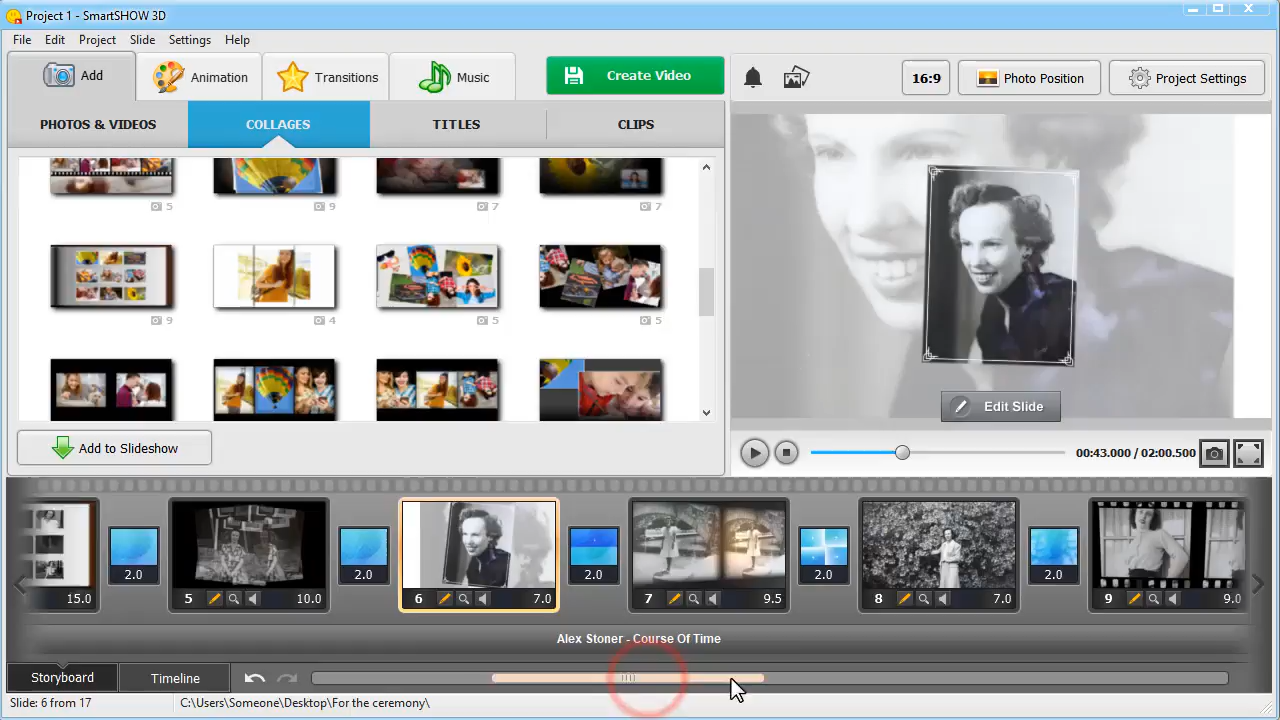 Project 1 - SmartSHOW 3D
File Edit Project Slide Settings Help
Add Animation Transitions Music Create Video 16:9 Photo Position Project Settings
PHOTOS & VIDEOS COLLAGES TITLES CLIPS
5 9 7 7
9 4 5 5
Edit Slide
Add to Slideshow
00:43.000 / 02:00.500
2.0 2.0 2.0 2.0 2.0
15.0 5 10.0 6 7.0 7 9.5 8 7.0 9 9.0
Alex Stoner - Course Of Time
Storyboard Timeline
Slide: 6 from 17 C:\Users\Someone\Desktop\For the ceremony\